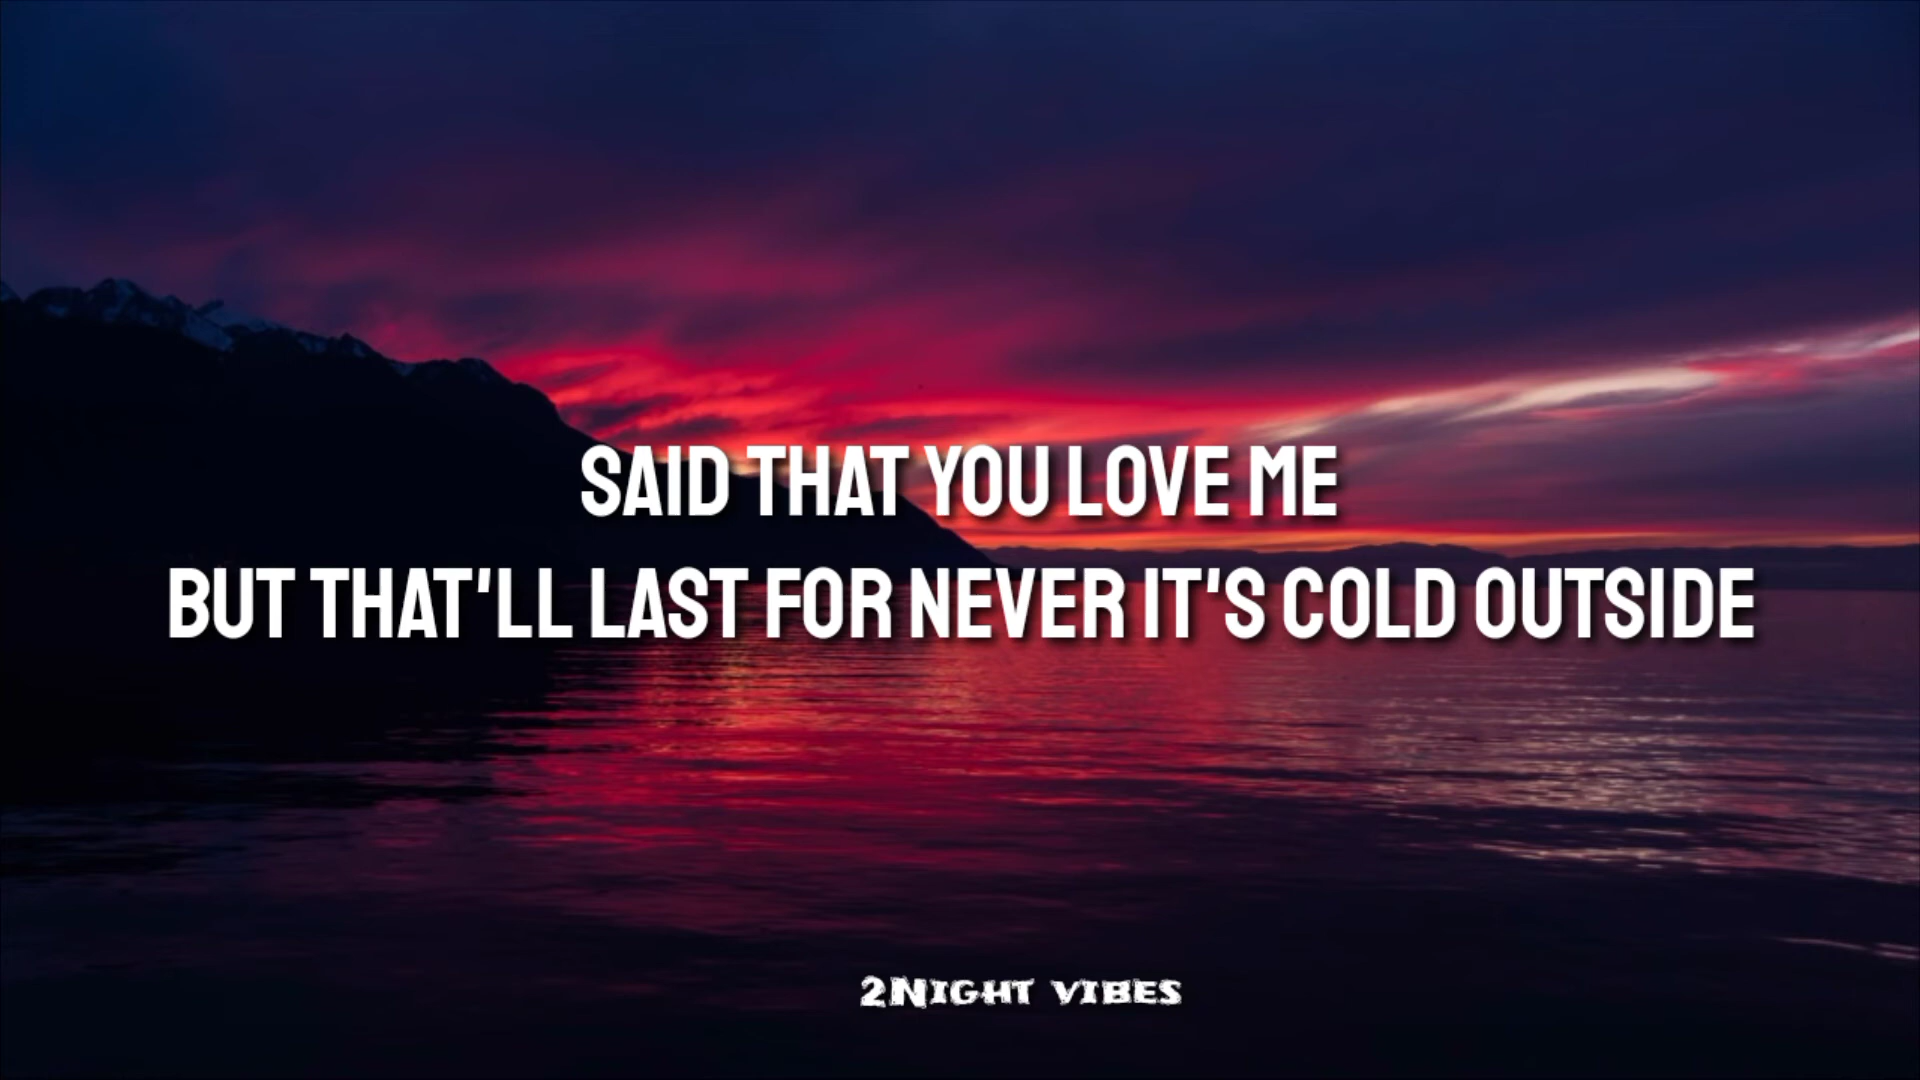 SAID THAT YOU LOVE ME
BUT THAT'LL LAST FOR NEVER IT'S COLD OUTSIDE
2NIGHT VIBES